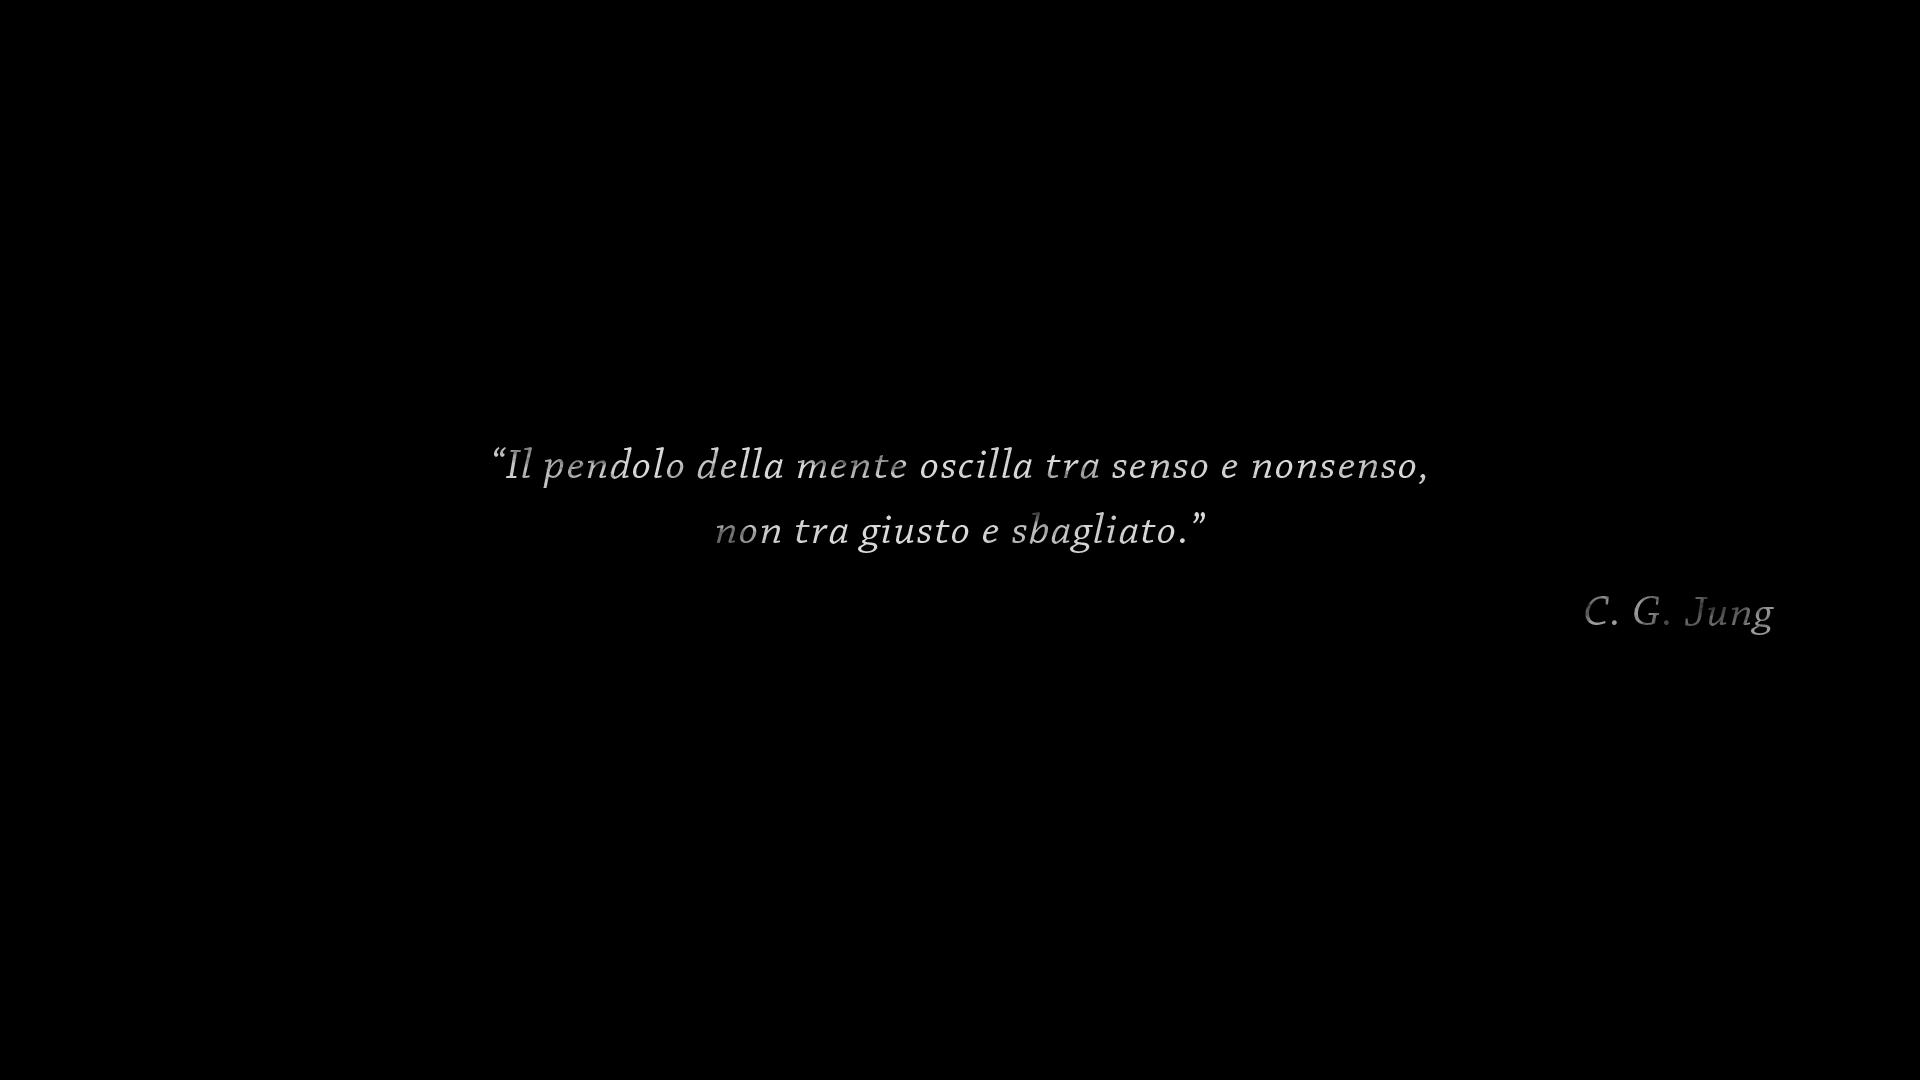 “Il pendolo della mente oscilla tra senso e nonsenso,
non tra giusto e sbagliato.”
C. G. Jung